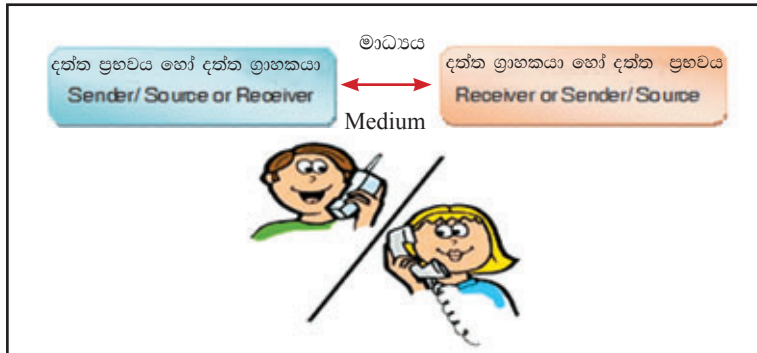 දත්ත ප්‍රභවය හෝ දත්ත ග්‍රාහකයා
Sender/ Source or Receiver
මාධ්‍යය
Medium
දත්ත ග්‍රාහකයා හෝ දත්ත ප්‍රභවය
Receiver or Sender/ Source